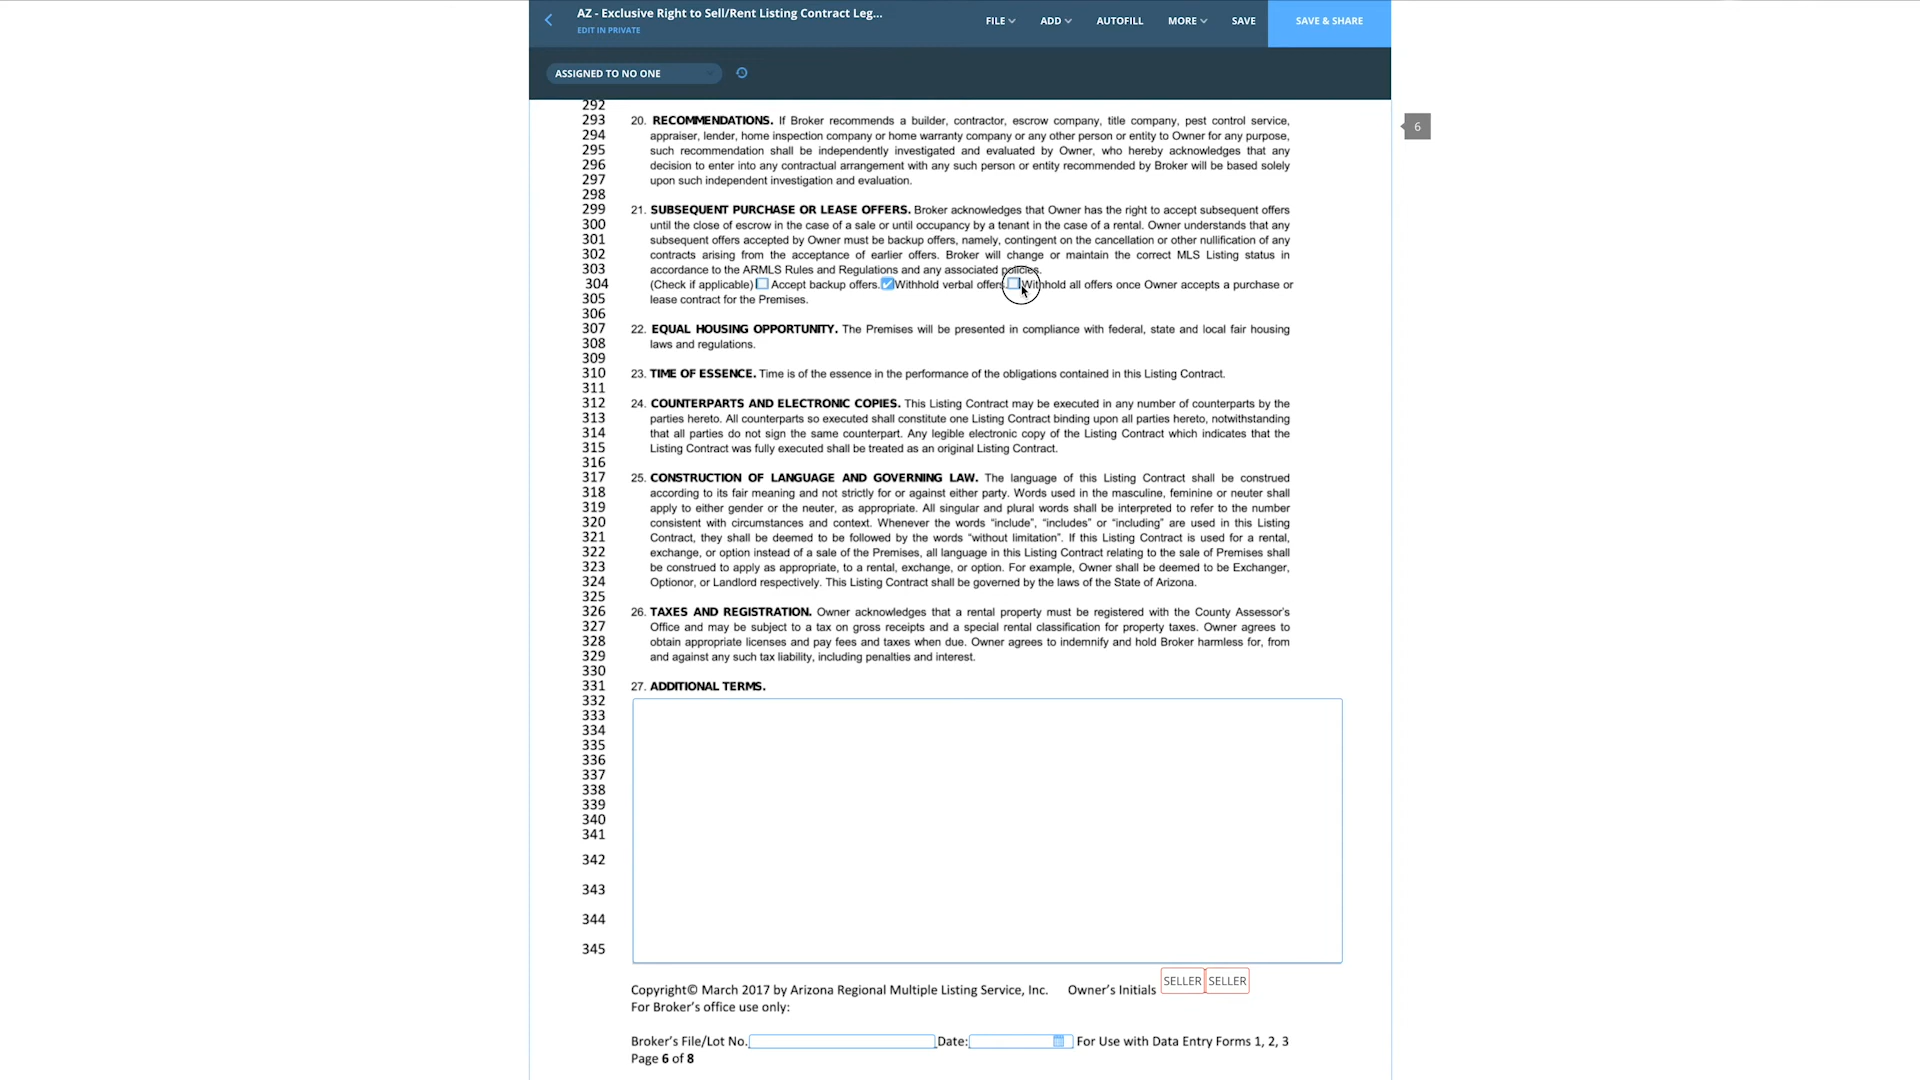 AZ - Exclusive Right to Sell/Rent Listing Contract Leg...
EDIT IN PRIVATE
FILE
ADD
AUTOFILL
MORE
SAVE
SAVE & SHARE
ASSIGNED TO NO ONE
6
292
293 20. RECOMMENDATIONS. If Broker recommends a builder, contractor, escrow company, title company, pest control service,
294 appraiser, lender, home inspection company or home warranty company or any other person or entity to Owner for any purpose,
295 such recommendation shall be independently investigated and evaluated by Owner, who hereby acknowledges that any
296 decision to enter into any contractual arrangement with any such person or entity recommended by Broker will be based solely
297 upon such independent investigation and evaluation.
298
299 21. SUBSEQUENT PURCHASE OR LEASE OFFERS. Broker acknowledges that Owner has the right to accept subsequent offers
300 until the close of escrow in the case of a sale or until occupancy by a tenant in the case of a rental. Owner understands that any
301 subsequent offers accepted by Owner must be backup offers, namely, contingent on the cancellation or other nullification of any
302 contracts arising from the acceptance of earlier offers. Broker will change or maintain the correct MLS Listing status in
303 accordance to the ARMLS Rules and Regulations and any associated policies.
304 (Check if applicable) Accept backup offers. Withhold verbal offers. Withhold all offers once Owner accepts a purchase or
305 lease contract for the Premises.
306
307 22. EQUAL HOUSING OPPORTUNITY. The Premises will be presented in compliance with federal, state and local fair housing
308 laws and regulations.
309
310 23. TIME OF ESSENCE. Time is of the essence in the performance of the obligations contained in this Listing Contract.
311
312 24. COUNTERPARTS AND ELECTRONIC COPIES. This Listing Contract may be executed in any number of counterparts by the
313 parties hereto. All counterparts so executed shall constitute one Listing Contract binding upon all parties hereto, notwithstanding
314 that all parties do not sign the same counterpart. Any legible electronic copy of the Listing Contract which indicates that the
315 Listing Contract was fully executed shall be treated as an original Listing Contract.
316
317 25. CONSTRUCTION OF LANGUAGE AND GOVERNING LAW. The language of this Listing Contract shall be construed
318 according to its fair meaning and not strictly for or against either party. Words used in the masculine, feminine or neuter shall
319 apply to either gender or the neuter, as appropriate. All singular and plural words shall be interpreted to refer to the number
320 consistent with circumstances and context. Whenever the words “include”, “includes” or “including” are used in this Listing
321 Contract, they shall be deemed to be followed by the words “without limitation”. If this Listing Contract is used for a rental,
322 exchange, or option instead of a sale of the Premises, all language in this Listing Contract relating to the sale of Premises shall
323 be construed to apply as appropriate, to a rental, exchange, or option. For example, Owner shall be deemed to be Exchanger,
324 Optionor, or Landlord respectively. This Listing Contract shall be governed by the laws of the State of Arizona.
325
326 26. TAXES AND REGISTRATION. Owner acknowledges that a rental property must be registered with the County Assessor's
327 Office and may be subject to a tax on gross receipts and a special rental classification for property taxes. Owner agrees to
328 obtain appropriate licenses and pay fees and taxes when due. Owner agrees to indemnify and hold Broker harmless for, from
329 and against any such tax liability, including penalties and interest.
330
331 27. ADDITIONAL TERMS.
332
333
334
335
336
337
338
339
340
341
342
343
344
345
Copyright© March 2017 by Arizona Regional Multiple Listing Service, Inc. Owner's Initials SELLER SELLER
For Broker's office use only:
Broker's File/Lot No. Date: For Use with Data Entry Forms 1, 2, 3
Page 6 of 8